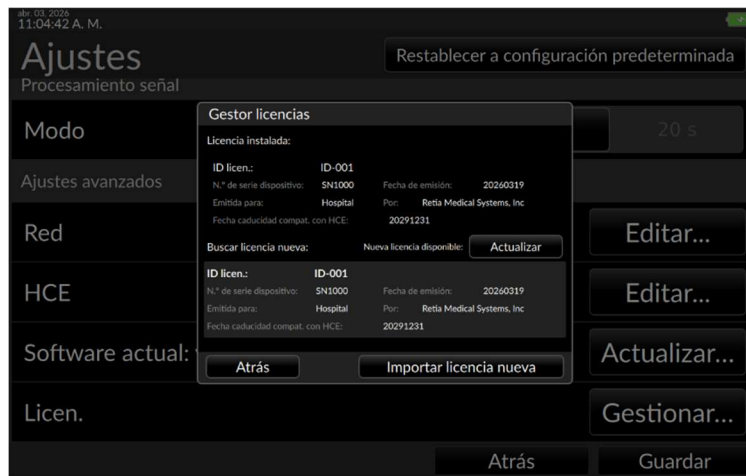 abr. 03, 2026
11:04:42 A. M.
Ajustes
Restablecer a configuración predeterminada
Procesamiento señal
Modo
20 s
Ajustes avanzados
Red
Editar...
HCE
Editar...
Software actual:
Actualizar...
Licen.
Gestionar...
Atrás
Guardar
Gestor licencias
Licencia instalada:
ID licen.: ID-001
N.º de serie dispositivo: SN1000 Fecha de emisión: 20260319
Emitida para: Hospital Por: Retia Medical Systems, Inc
Fecha caducidad compat. con HCE: 20291231
Buscar licencia nueva: Nueva licencia disponible: Actualizar
ID licen.: ID-001
N.º de serie dispositivo: SN1000 Fecha de emisión: 20260319
Emitida para: Hospital Por: Retia Medical Systems, Inc
Fecha caducidad compat. con HCE: 20291231
Atrás
Importar licencia nueva